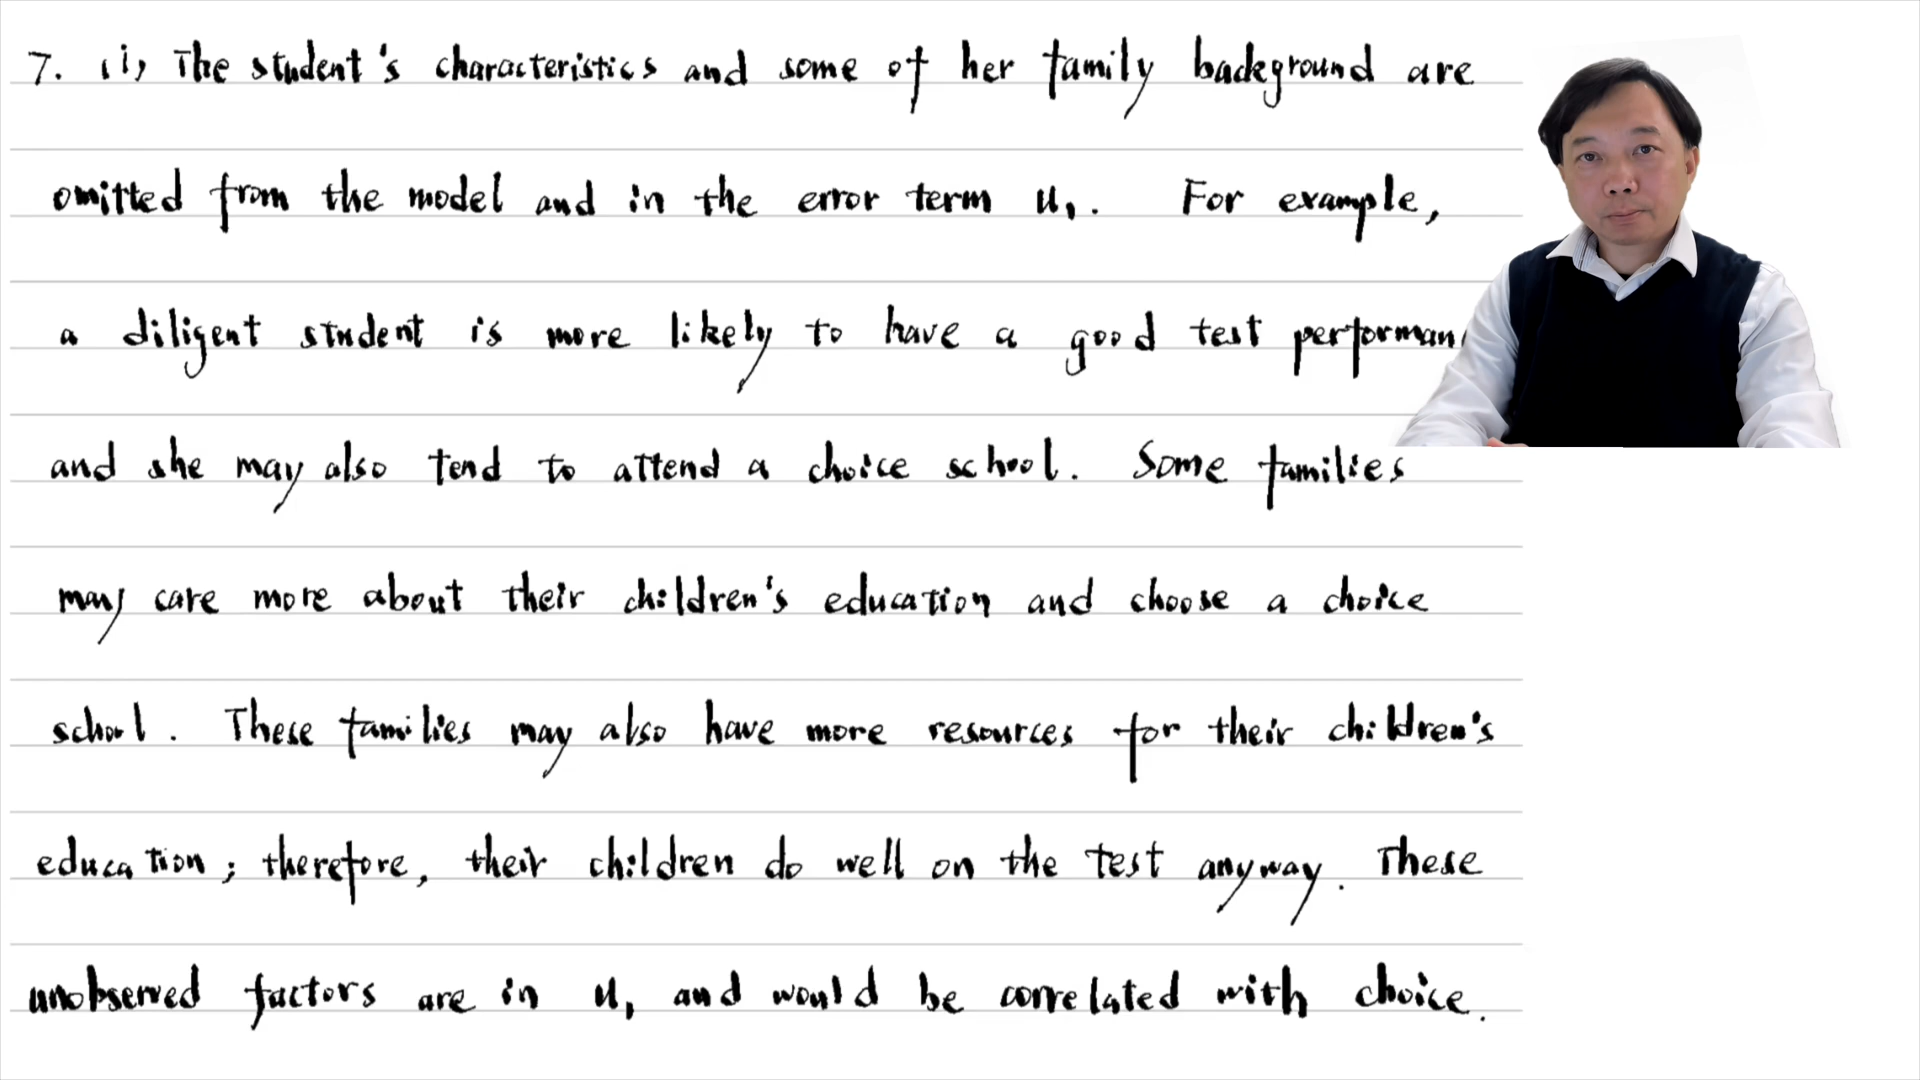 7. (i) The student's characteristics and some of her family background are
omitted from the model and in the error term u₁. For example,
a diligent student is more likely to have a good test
and she may also tend to attend a choice school. Some families
may care more about their children's education and choose a choice
school. These families may also have more resources for their children's
education; therefore, their children do well on the test anyway. These
unobserved factors are in u₁ and would be correlated with choice.